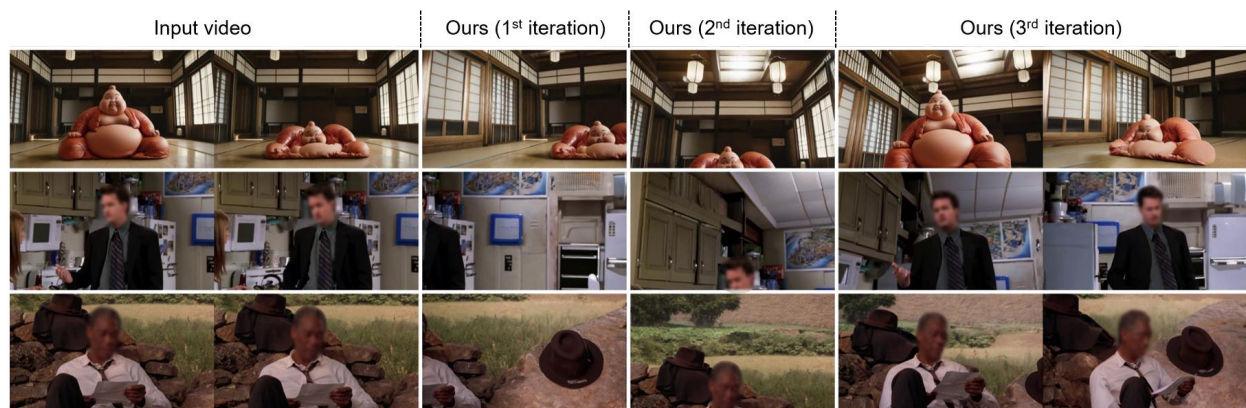 Input video
Ours (1st iteration)
Ours (2nd iteration)
Ours (3rd iteration)